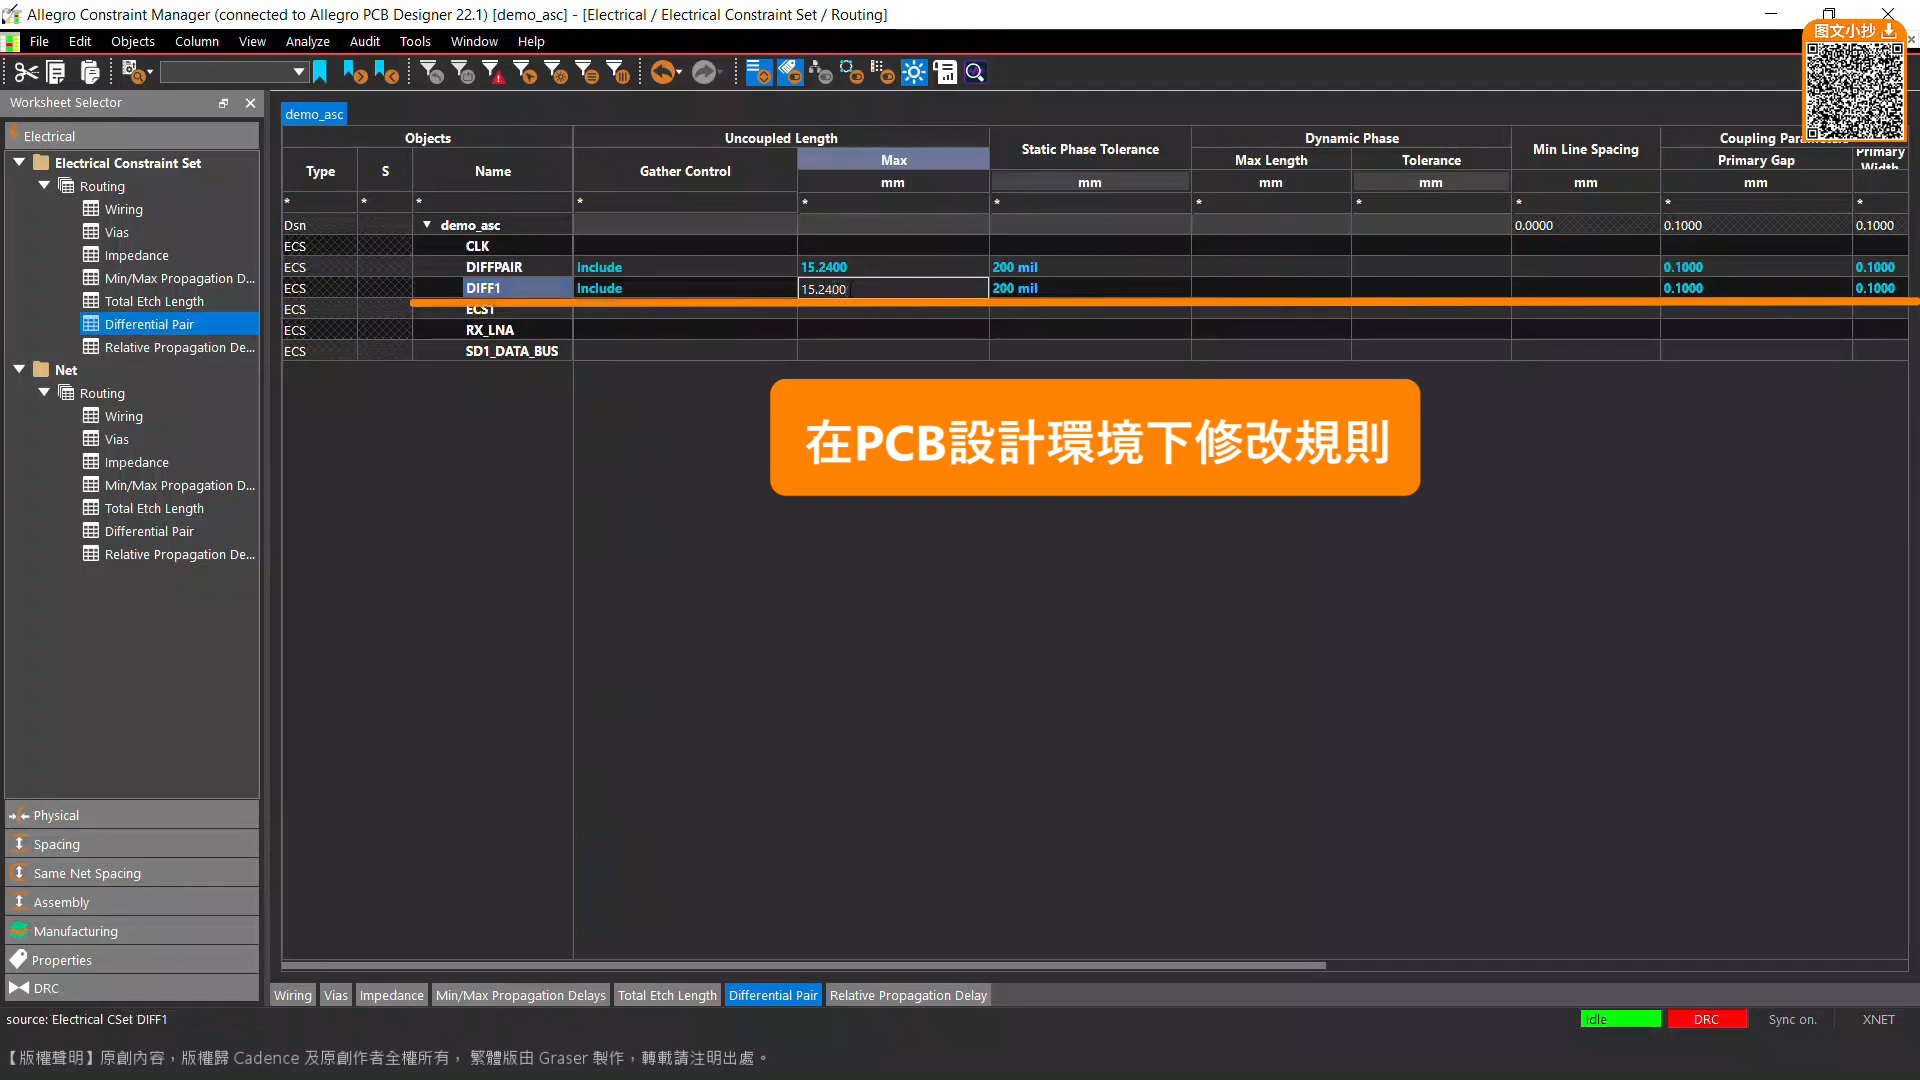 Allegro Constraint Manager (connected to Allegro PCB Designer 22.1) [demo_asc] - [Electrical / Electrical Constraint Set / Routing]
File Edit Objects Column View Analyze Audit Tools Window Help
图文小抄
Worksheet Selector
Electrical
Electrical Constraint Set
Routing
Wiring
Vias
Impedance
Min/Max Propagation D...
Total Etch Length
Differential Pair
Relative Propagation De...
Net
Routing
Wiring
Vias
Impedance
Min/Max Propagation D...
Total Etch Length
Differential Pair
Relative Propagation De...
Physical
Spacing
Same Net Spacing
Assembly
Manufacturing
Properties
DRC
demo_asc
Objects Uncoupled Length Static Phase Tolerance Dynamic Phase Min Line Spacing
Type S Name Gather Control Max Max Length Tolerance Primary Gap Primary
mm mm mm mm mm mm
* * * * * * * * * * *
Dsn demo_asc 0.0000 0.1000 0.1000
ECS CLK
ECS DIFFPAIR Include 15.2400 200 mil 0.1000 0.1000
ECS DIFF1 Include 15.2400 200 mil 0.1000 0.1000
ECS ECS1
ECS RX_LNA
ECS SD1_DATA_BUS
在PCB設計環境下修改規則
Wiring Vias Impedance Min/Max Propagation Delays Total Etch Length Differential Pair Relative Propagation Delay
source: Electrical CSet DIFF1
Idle DRC Sync on. XNET
【版權聲明】原創內容，版權歸 Cadence 及原創作者全權所有， 繁體版由 Graser 製作，轉載請注明出處。